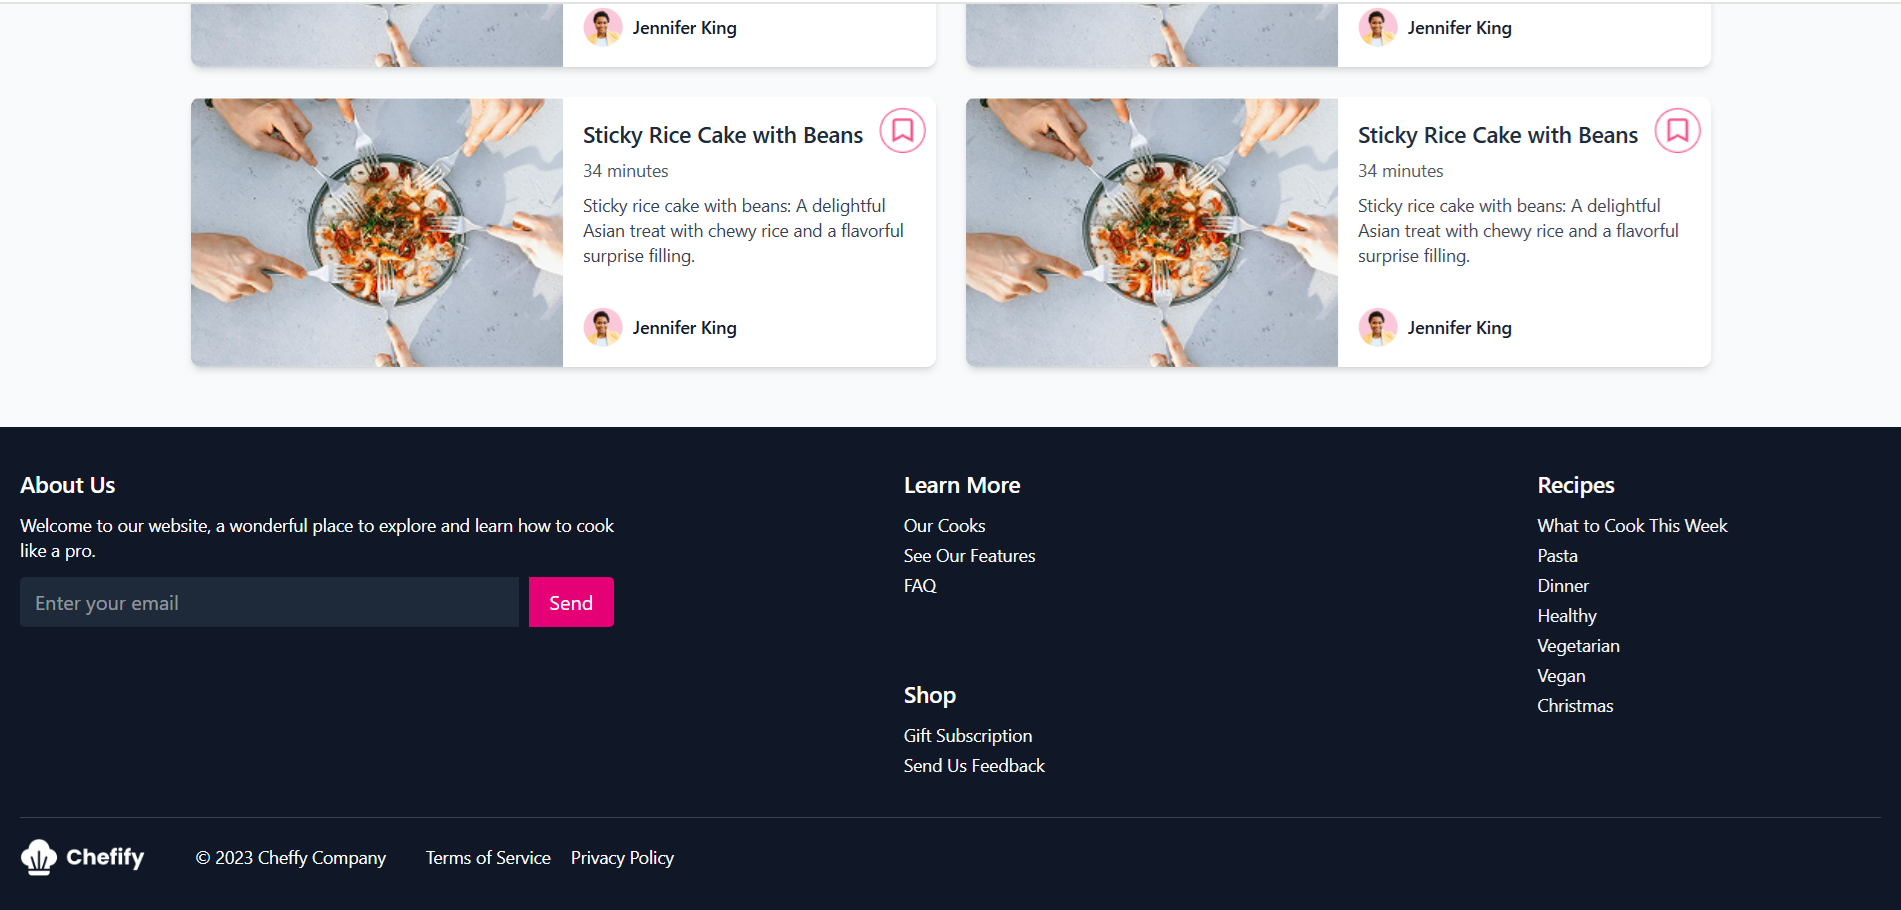 Jennifer King
Jennifer King
Sticky Rice Cake with Beans
34 minutes
Sticky rice cake with beans: A delightful
Asian treat with chewy rice and a flavorful
surprise filling.
Jennifer King
Sticky Rice Cake with Beans
34 minutes
Sticky rice cake with beans: A delightful
Asian treat with chewy rice and a flavorful
surprise filling.
Jennifer King
About Us
Welcome to our website, a wonderful place to explore and learn how to cook
like a pro.
Enter your email
Send
Learn More
Our Cooks
See Our Features
FAQ
Shop
Gift Subscription
Send Us Feedback
Recipes
What to Cook This Week
Pasta
Dinner
Healthy
Vegetarian
Vegan
Christmas
Chefify
© 2023 Cheffy Company
Terms of Service
Privacy Policy